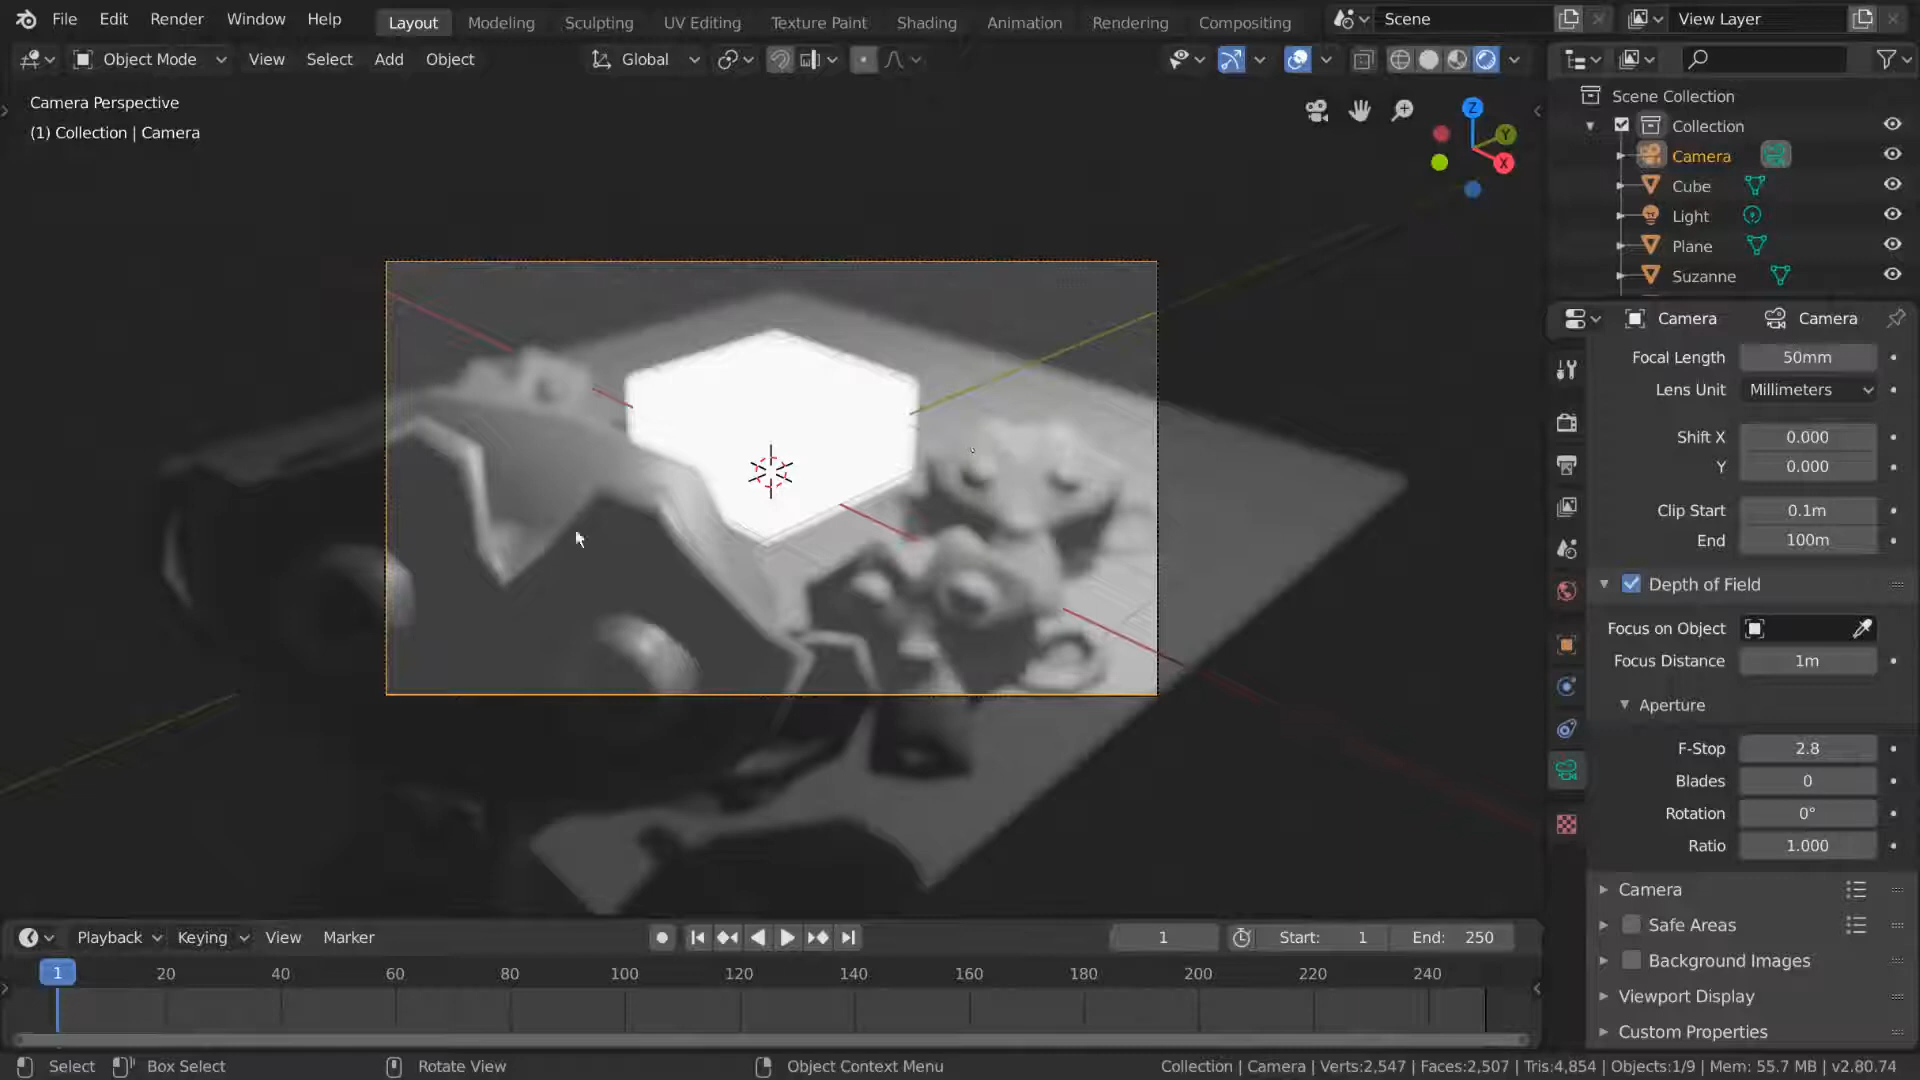 File Edit Render Window Help Layout Modeling Sculpting UV Editing Texture Paint Shading Animation Rendering Compositing Scene View Layer
Object Mode View Select Add Object Global
Camera Perspective
(1) Collection | Camera
Z
Y
X
Scene Collection
Collection
Camera
Cube
Light
Plane
Suzanne
Camera Camera
Focal Length 50mm
Lens Unit Millimeters
Shift X 0.000
Y 0.000
Clip Start 0.1m
End 100m
Depth of Field
Focus on Object
Focus Distance 1m
Aperture
F-Stop 2.8
Blades 0
Rotation 0°
Ratio 1.000
Camera
Safe Areas
Background Images
Viewport Display
Custom Properties
Playback Keying View Marker 1 Start: 1 End: 250
1 20 40 60 80 100 120 140 160 180 200 220 240
Select Box Select Rotate View Object Context Menu Collection | Camera | Verts:2,547 | Faces:2,507 | Tris:4,854 | Objects:1/9 | Mem: 55.7 MB | v2.80.74